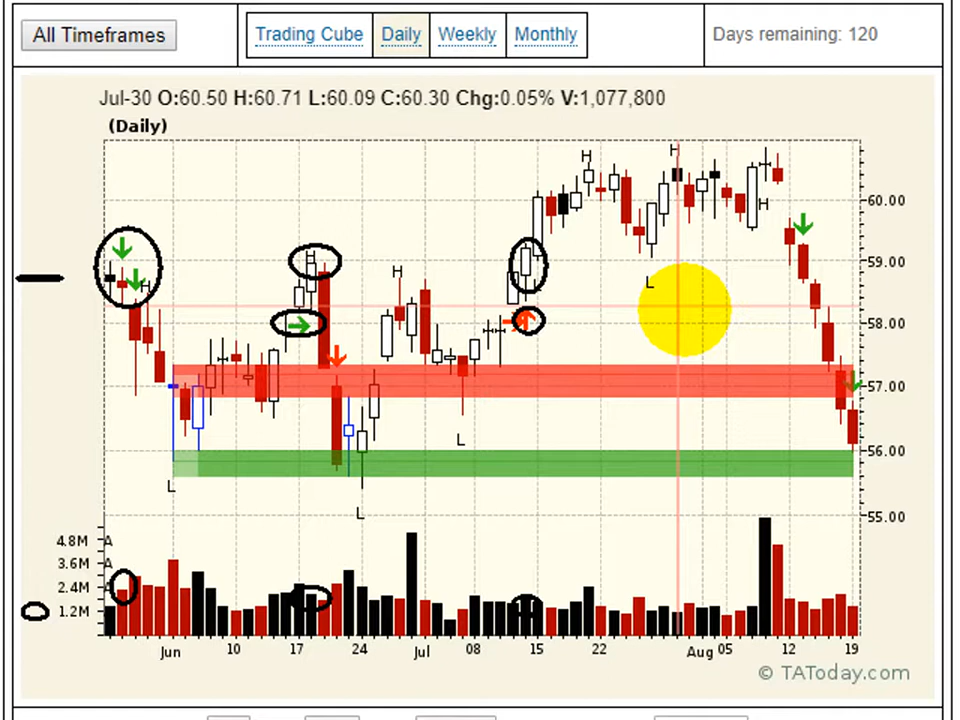 All Timeframes Trading Cube Daily Weekly Monthly Days remaining: 120
Jul-30 O:60.50 H:60.71 L:60.09 C:60.30 Chg:0.05% V:1,077,800
(Daily)
H H
H 60.00
H 59.00
H H
L
58.00
57.00
L 56.00
L
L 55.00
4.8M A
3.6M A
2.4M A
1.2M
Jun 10 17 24 Jul 08 15 22 Aug 05 12 19
© TAToday.com